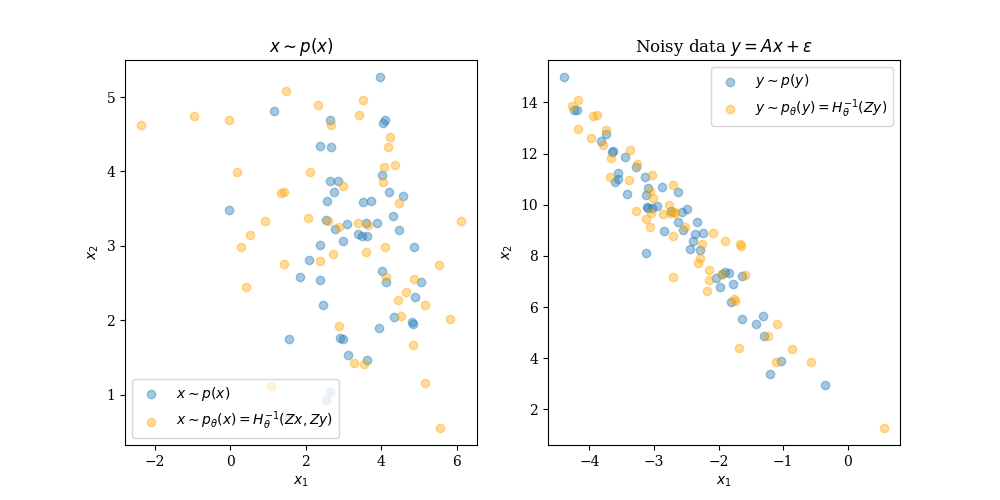 x ∼ p(x)
5
4
3
2
1
x₂
x ∼ p(x)
x ∼ pθ(x) = Hθ⁻¹(Zx, Zy)
−2 0 2 4 6
x₁
Noisy data y = Ax + ε
14
12
10
8
6
4
2
x₂
y ∼ p(y)
y ∼ pθ(y) = Hθ⁻¹(Zy)
−4 −3 −2 −1 0
x₁